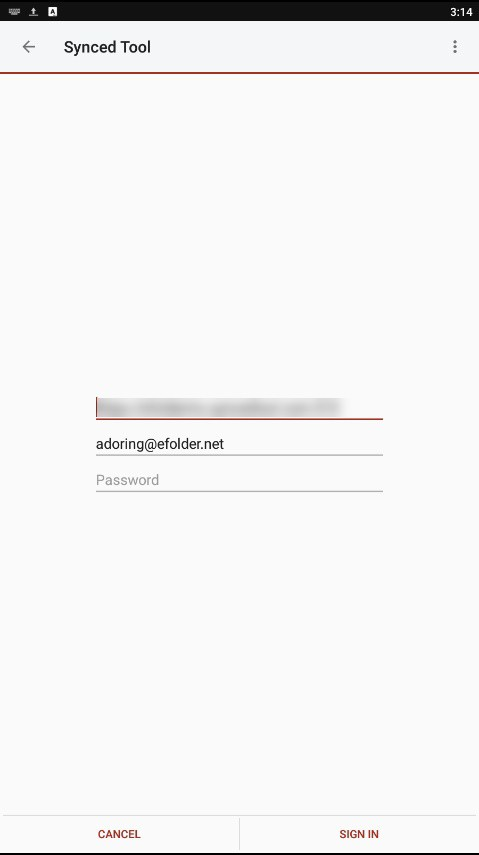 3:14
Synced Tool
adoring@efolder.net
Password
CANCEL
SIGN IN